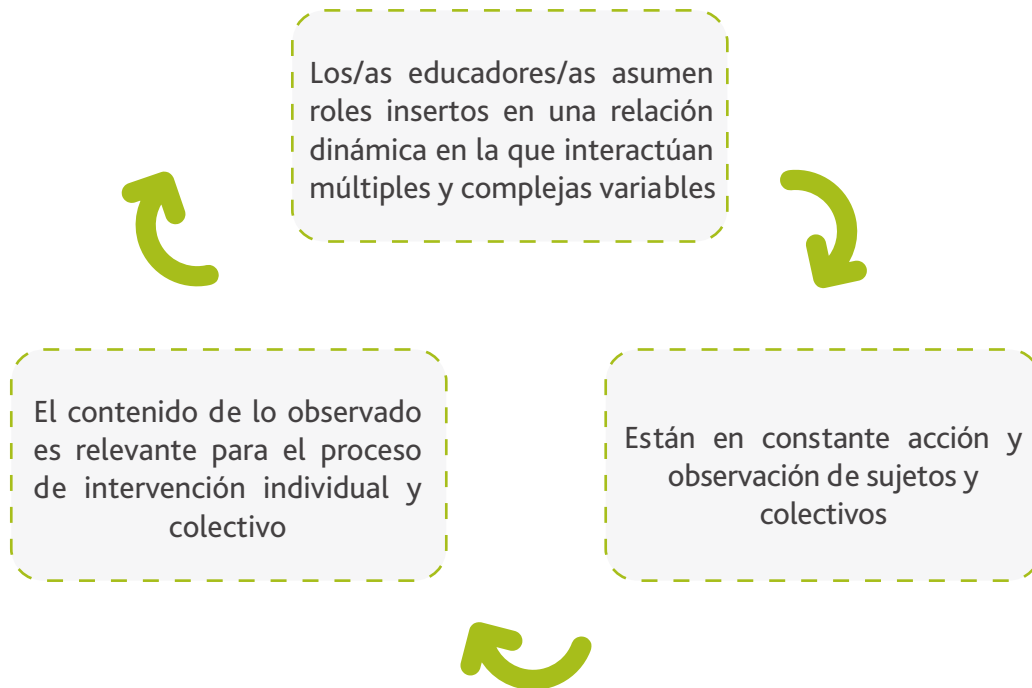 Los/as educadores/as asumen
roles insertos en una relación
dinámica en la que interactúan
múltiples y complejas variables
El contenido de lo observado
es relevante para el proceso
de intervención individual y
colectivo
Están en constante acción y
observación de sujetos y
colectivos